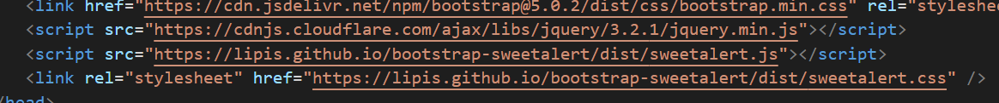 <link href="https://cdn.jsdelivr.net/npm/bootstrap@5.0.2/dist/css/bootstrap.min.css" rel="styleshe
<script src="https://cdnjs.cloudflare.com/ajax/libs/jquery/3.2.1/jquery.min.js"></script>
<script src="https://lipis.github.io/bootstrap-sweetalert/dist/sweetalert.js"></script>
<link rel="stylesheet" href="https://lipis.github.io/bootstrap-sweetalert/dist/sweetalert.css" />
/head>